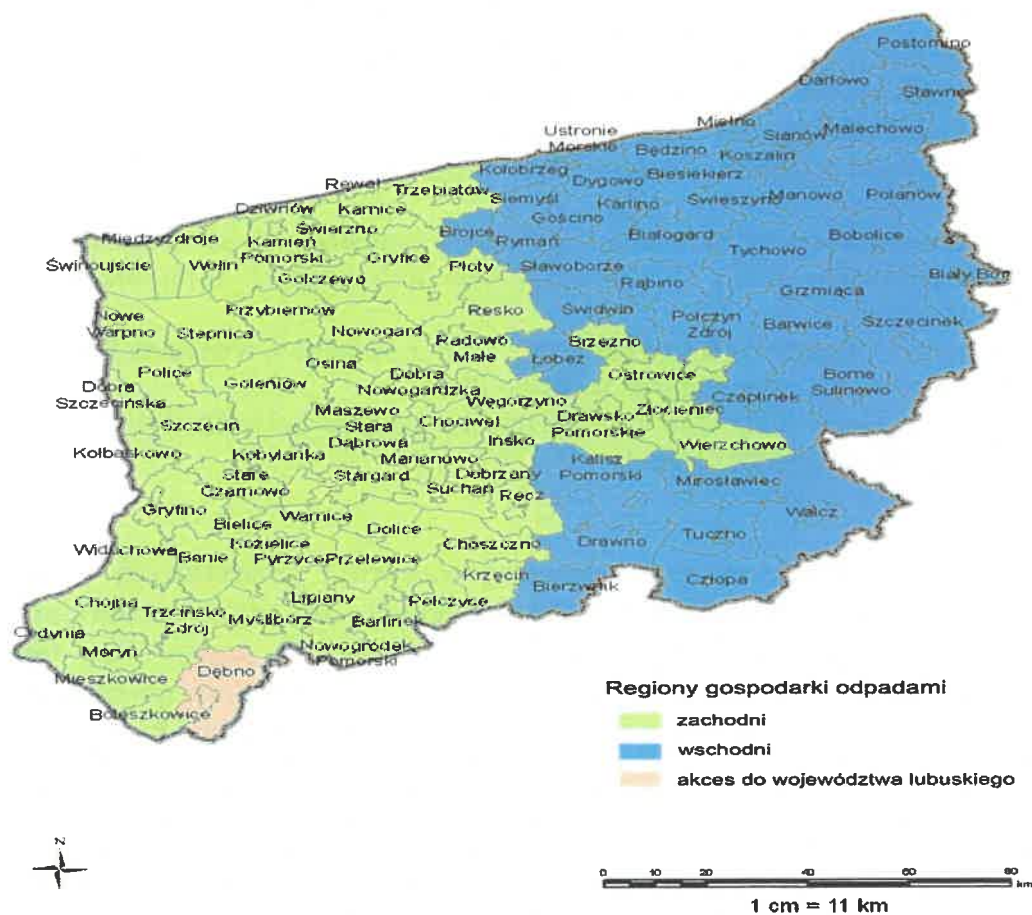 Postomino
Darłowo
Sławno
Mielno
Ustronie
Morskie
Sianów
Malechowo
Będzino
Koszalin
Kołobrzeg
Dygowo
Biesiekierz
Rewal
Trzebiatów
Siemyśl
Karlino
Świeszyno
Manowo
Polanów
Dziwnów
Karnice
Gościno
Świerzno
Brojce
Rymań
Białogard
Bobolice
Międzyzdroje
Kamień
Pomorski
Tychowo
Świnoujście
Wolin
Gryfice
Płoty
Sławoborze
Biały Bór
Golczewo
Rąbino
Grzmiąca
Przybiernów
Resko
Świdwin
Nowe
Warpno
Stepnica
Nowogard
Połczyn
Zdrój
Barwice
Szczecinek
Radowo
Małe
Brzeżno
Łobez
Osina
Police
Dobra
Nowogardzka
Ostrowice
Borne
Sulinowo
Dobra
Szczecińska
Goleniów
Węgorzyno
Czaplinek
Maszewo
Chociwel
Drawsko
Pomorskie
Złocieniec
Szczecin
Stara
Dąbrowa
Ińsko
Wierzchowo
Kołbaskowo
Kobylanka
Marianowo
Kalisz
Pomorski
Stare
Czarnowo
Stargard
Dobrzany
Mirosławiec
Suchań
Recz
Gryfino
Warnice
Wałcz
Bielice
Dolice
Tuczno
Widuchowa
Kozielice
Choszczno
Drawno
Banie
Pyrzyce
Przelewice
Krzęcin
Bierzwnik
Człopa
Chojna
Lipiany
Pełczyce
Trzcińsko
Zdrój
Myślibórz
Barlinek
Cedynia
Moryń
Nowogródek
Pomorski
Mieszkowice
Dębno
Boleszkowice
Regiony gospodarki odpadami
zachodni
wschodni
akces do województwa lubuskiego
N
0 10 20 40 60 80
km
1 cm = 11 km